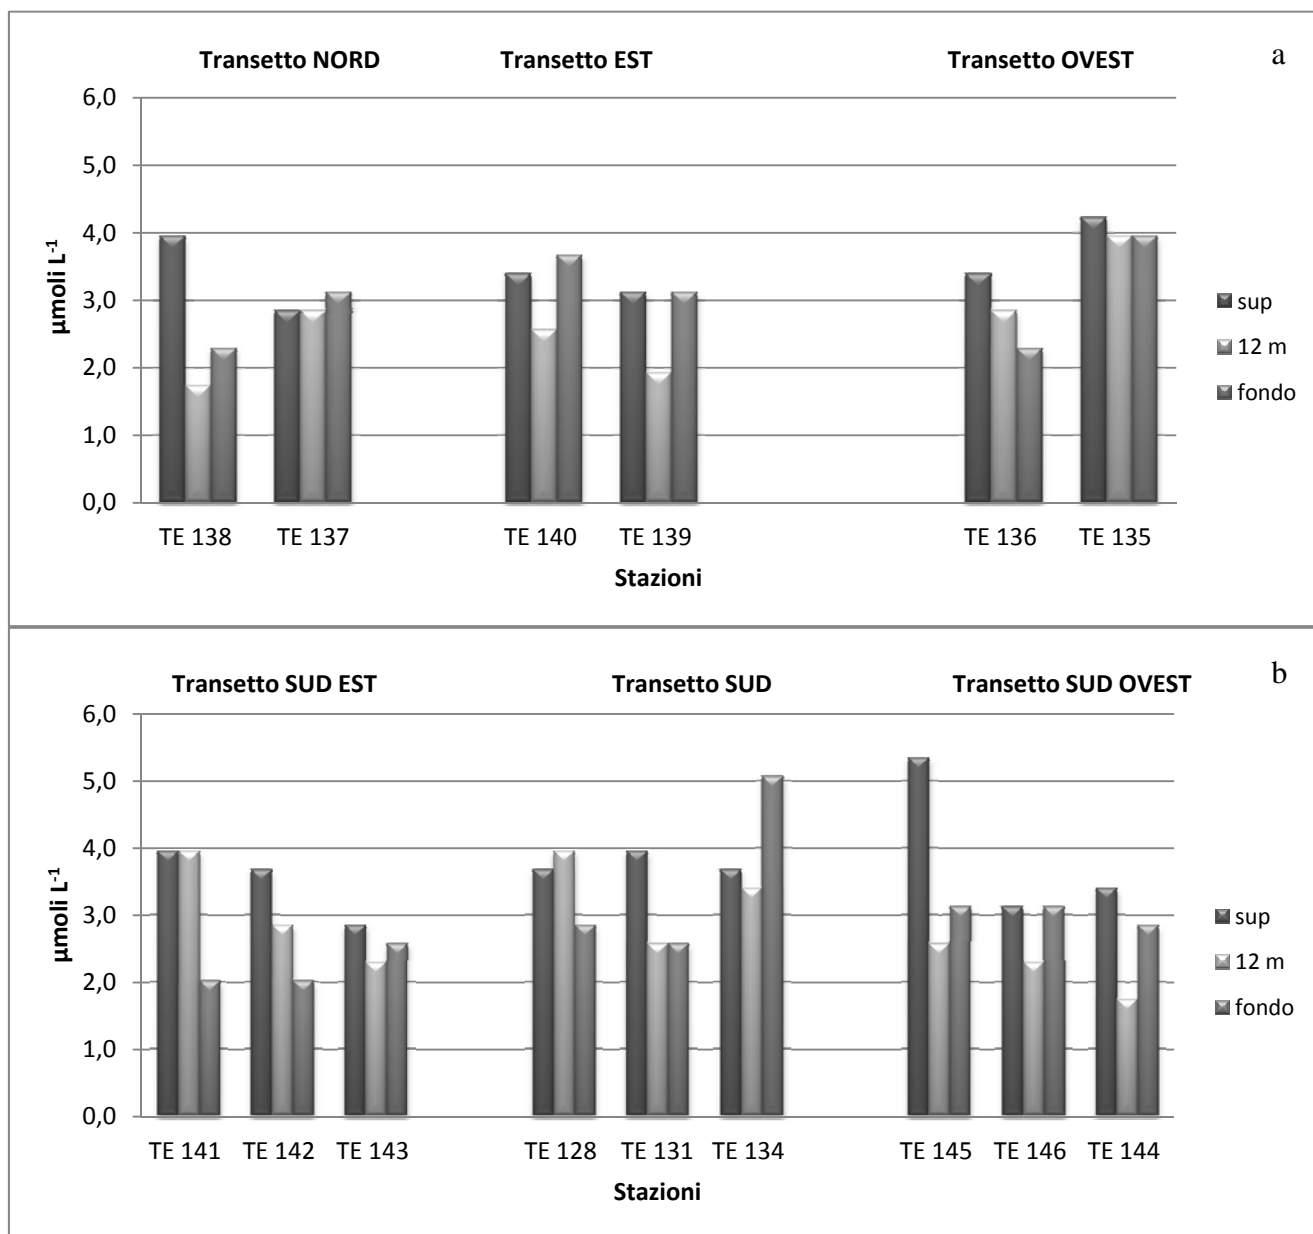 a
Transetto NORD Transetto EST Transetto OVEST
6,0
5,0
4,0
3,0
2,0
1,0
0,0
µmoli L-1
sup
12 m
fondo
TE 138 TE 137 TE 140 TE 139 TE 136 TE 135
Stazioni
b
Transetto SUD EST Transetto SUD Transetto SUD OVEST
6,0
5,0
4,0
3,0
2,0
1,0
0,0
µmoli L-1
sup
12 m
fondo
TE 141 TE 142 TE 143 TE 128 TE 131 TE 134 TE 145 TE 146 TE 144
Stazioni